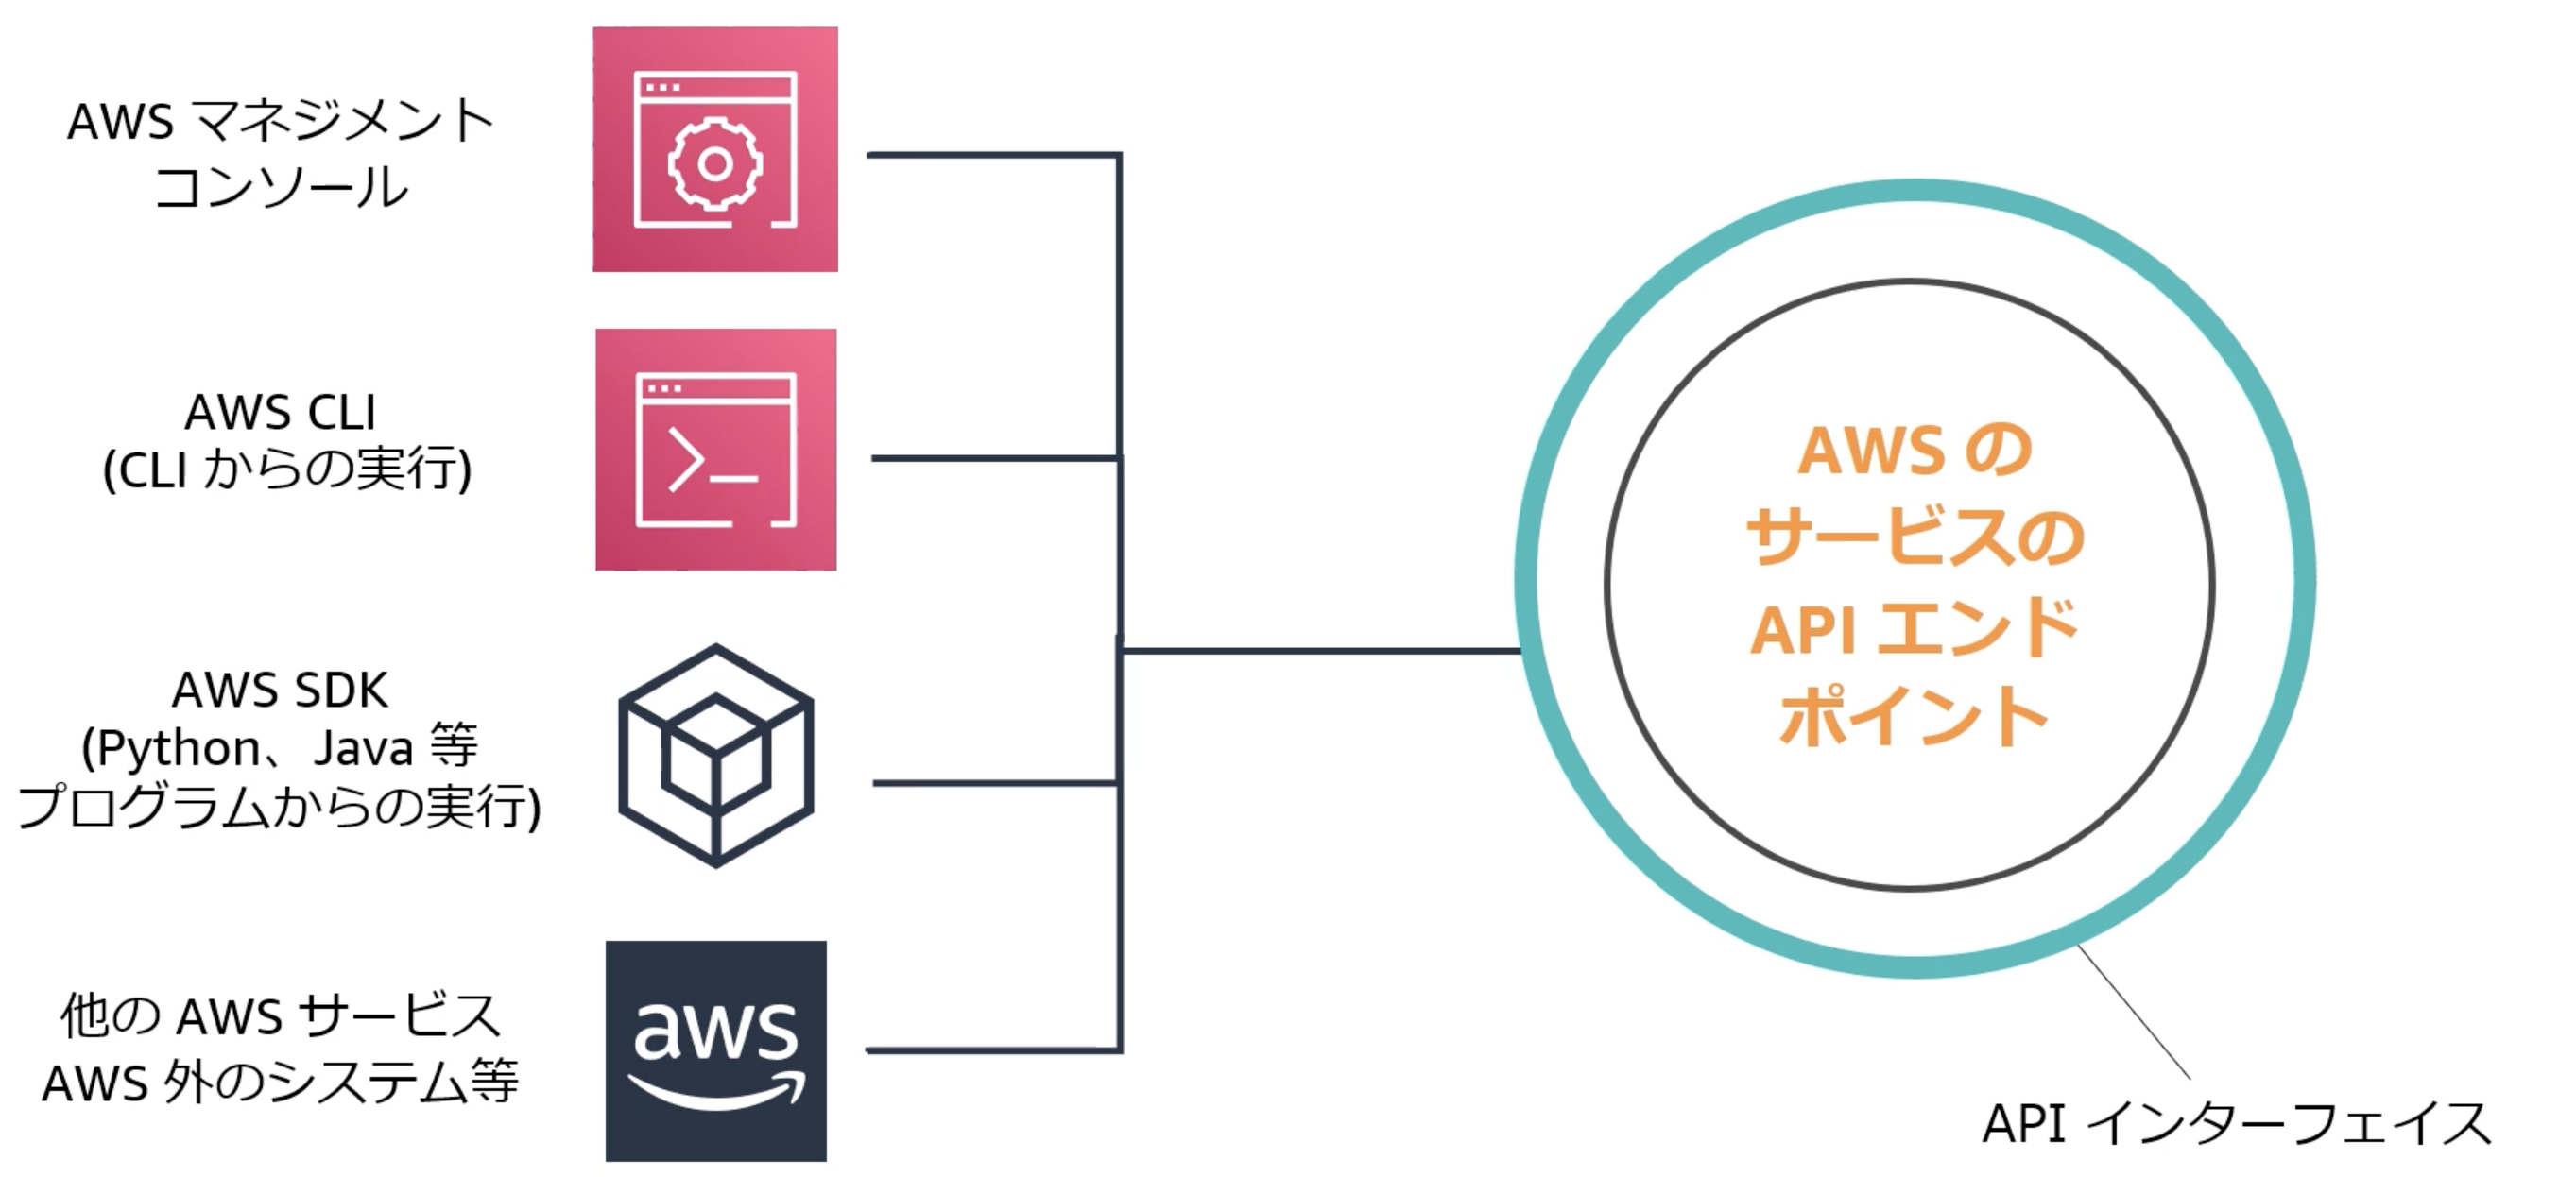 AWS マネジメント
コンソール
AWS CLI
(CLI からの実行)
AWS SDK
(Python、Java 等
プログラムからの実行)
他の AWS サービス
AWS 外のシステム等
aws
AWS の
サービスの
API エンド
ポイント
API インターフェイス